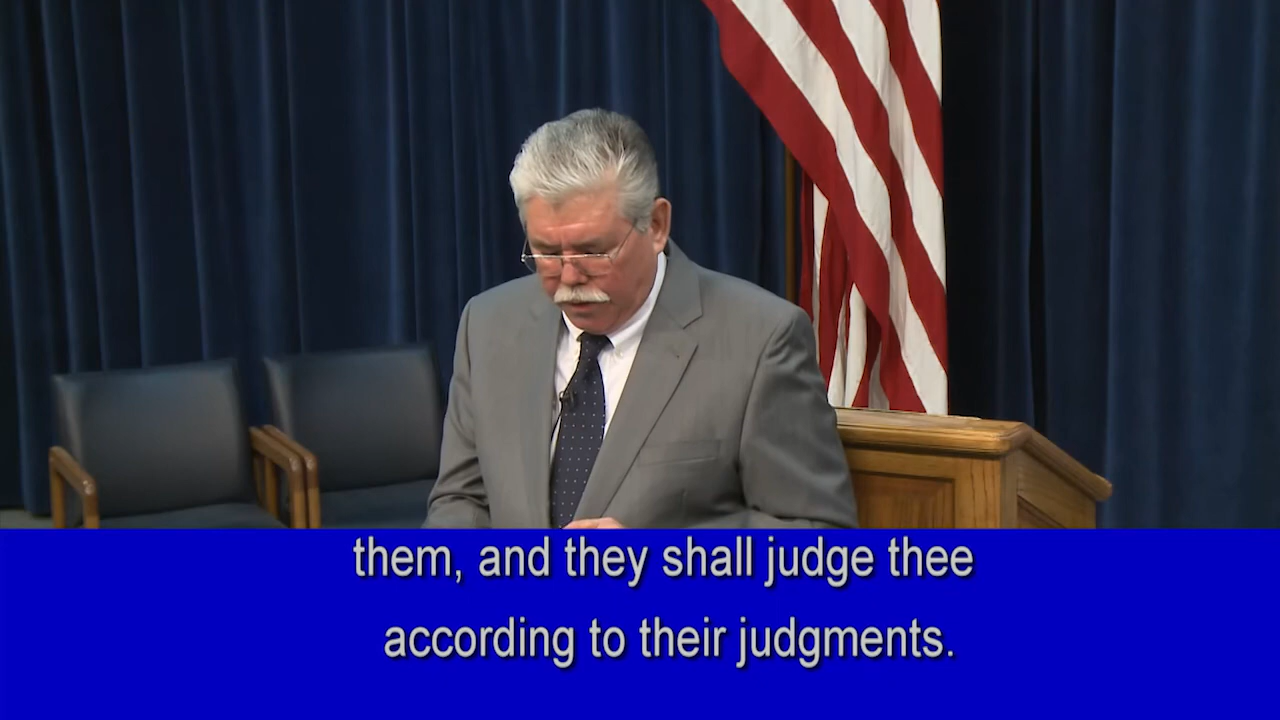 them, and they shall judge thee
according to their judgments.